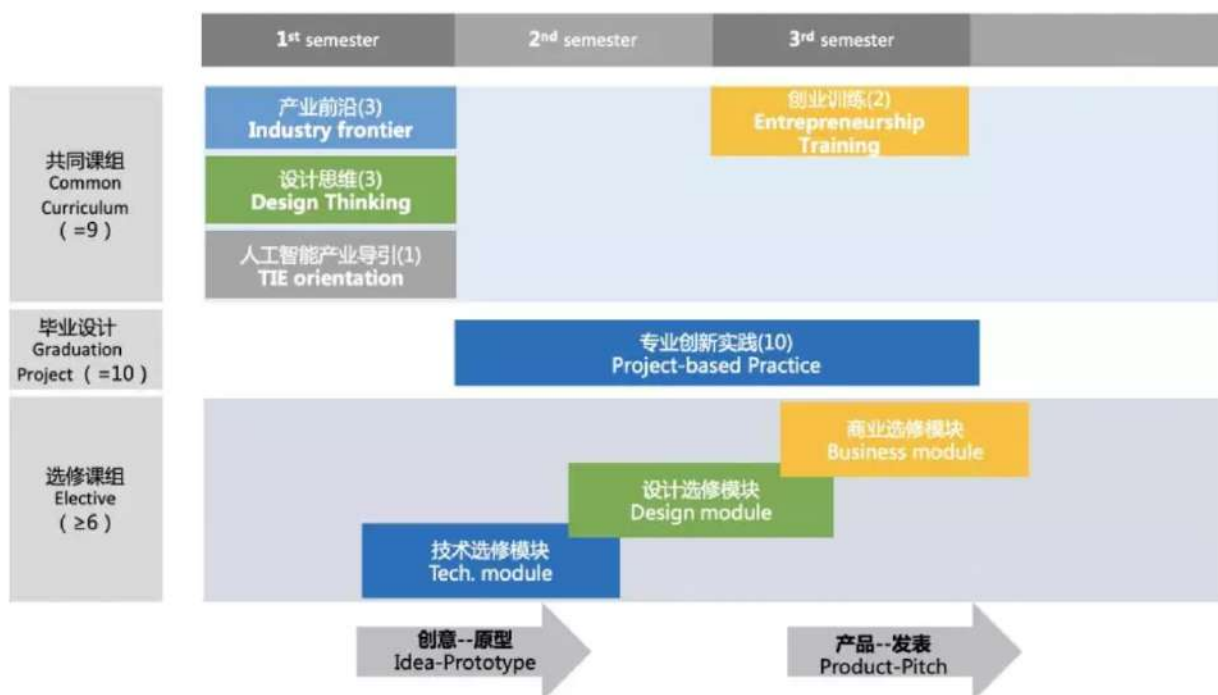 1st semester
2nd semester
3rd semester
共同课组
Common
Curriculum
( =9 )
产业前沿(3)
Industry frontier
设计思维(3)
Design Thinking
人工智能产业导引(1)
TIE orientation
创业训练(2)
Entrepreneurship
Training
毕业设计
Graduation
Project ( =10 )
专业创新实践(10)
Project-based Practice
选修课组
Elective
( ≥6 )
商业选修模块
Business module
设计选修模块
Design module
技术选修模块
Tech. module
创意--原型
Idea-Prototype
产品--发表
Product-Pitch